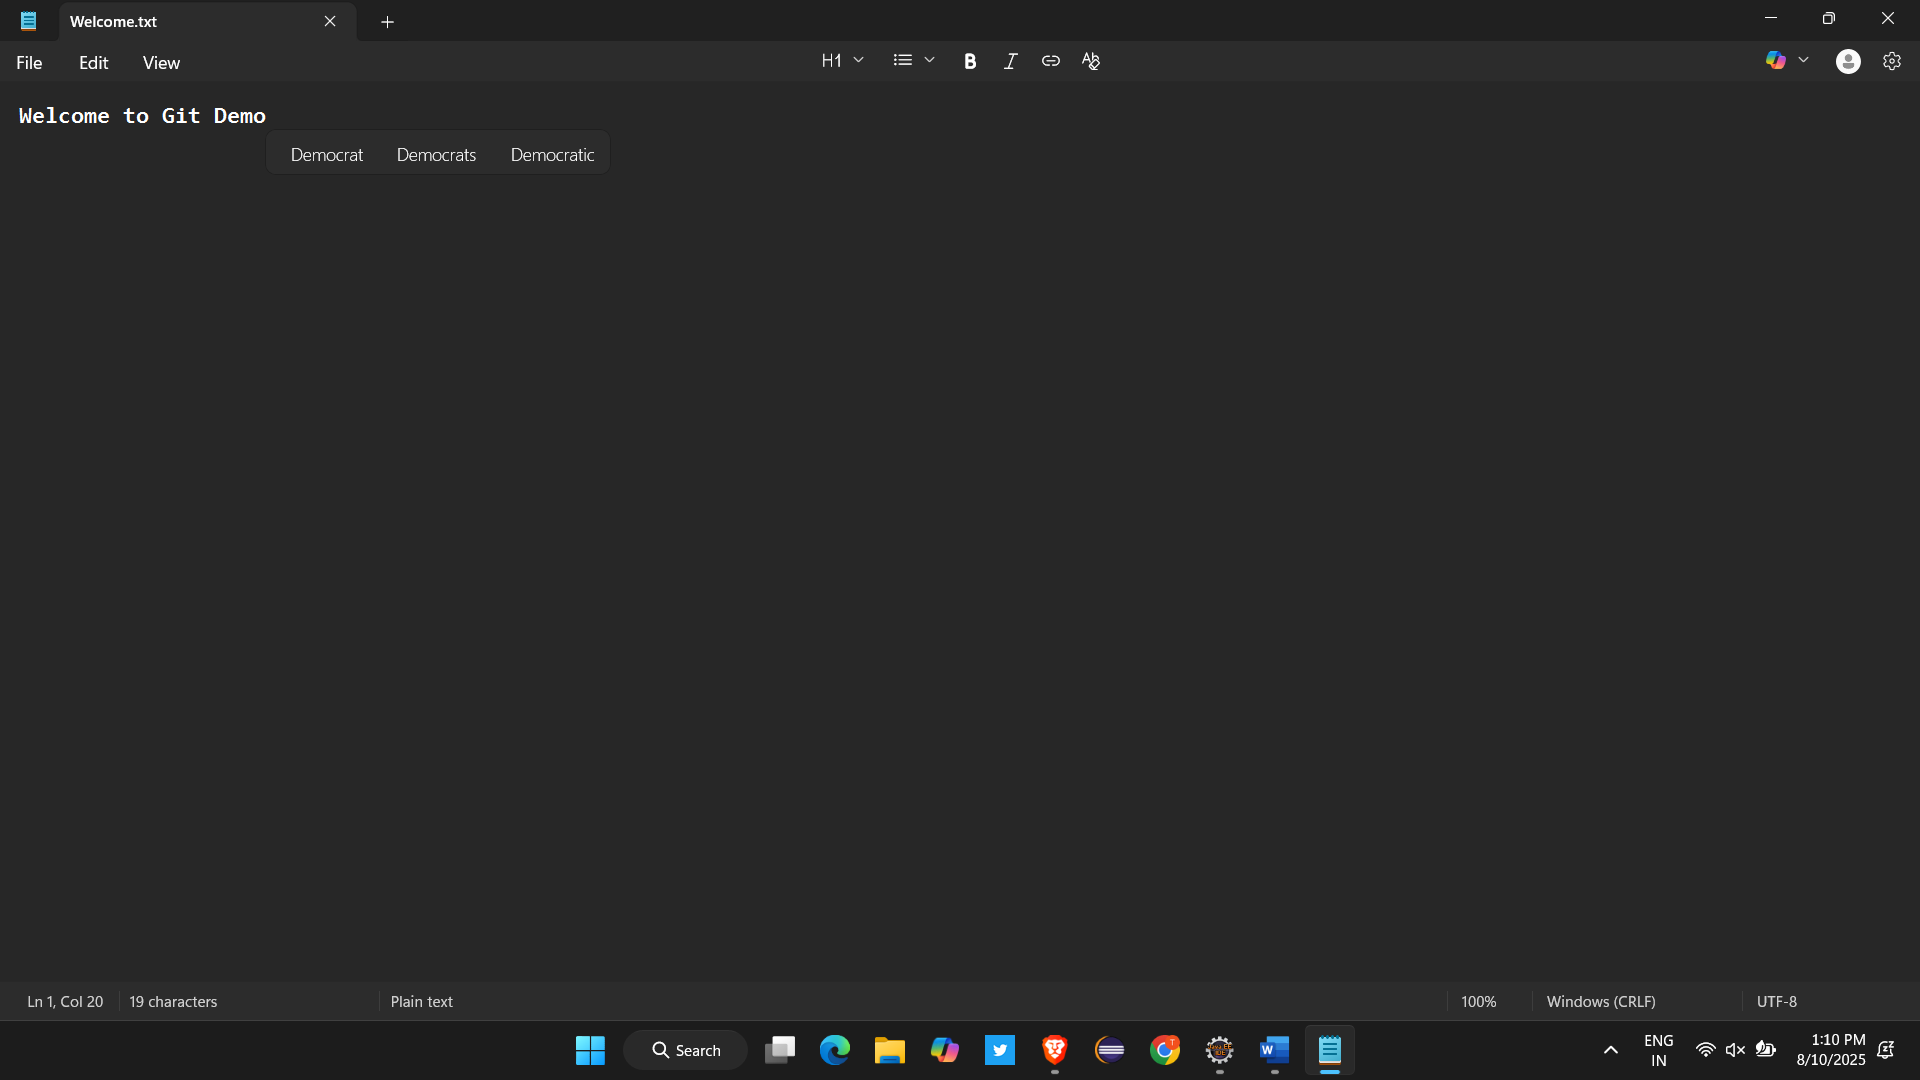 Welcome.txt
File Edit View H1 B I
Welcome to Git Demo
Democrat Democrats Democratic
Ln 1, Col 20 19 characters Plain text 100% Windows (CRLF) UTF-8
Search
ENG
IN
1:10 PM
8/10/2025